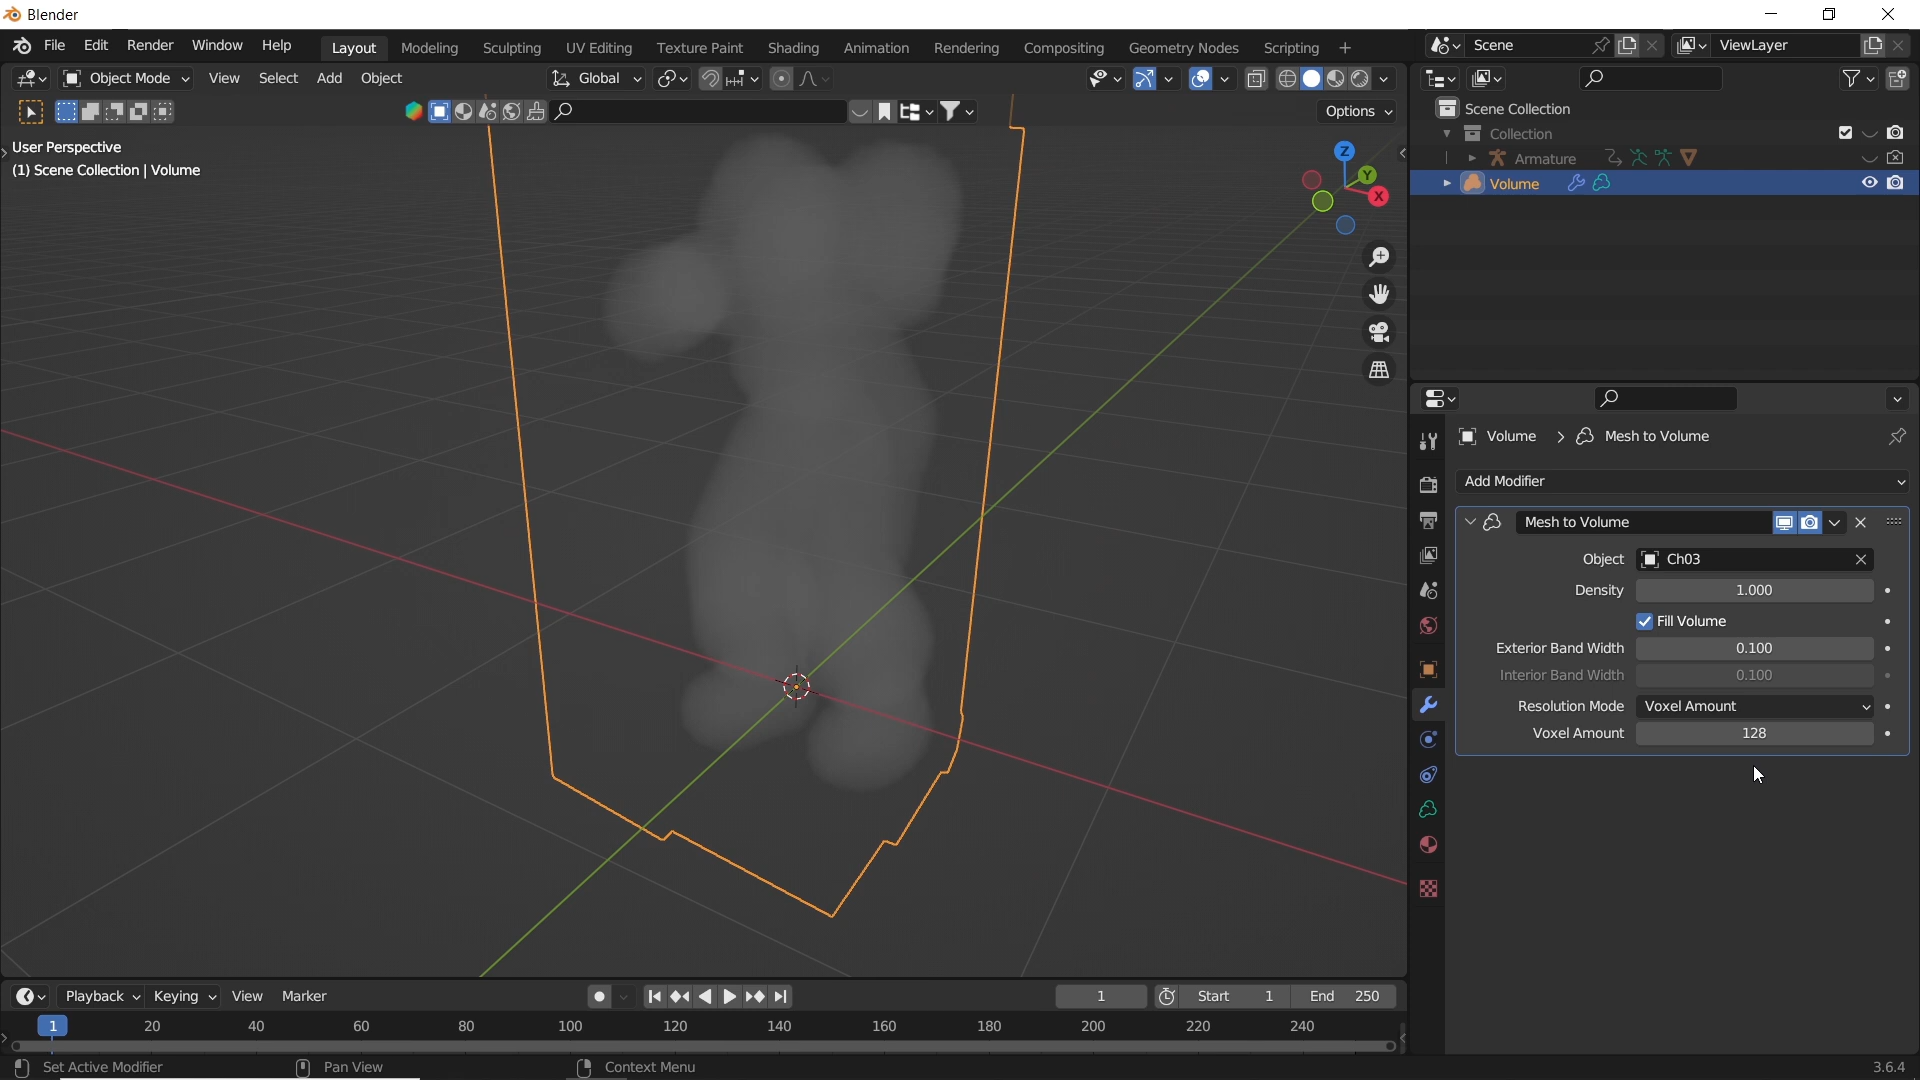 Blender
File Edit Render Window Help Layout Modeling Sculpting UV Editing Texture Paint Shading Animation Rendering Compositing Geometry Nodes Scripting + Scene ViewLayer
Object Mode View Select Add Object Global
Options
User Perspective
(1) Scene Collection | Volume
Z
Y
X
Scene Collection
Collection
Armature
Volume
Volume > Mesh to Volume
Add Modifier
Mesh to Volume
Object Ch03
Density 1.000
Fill Volume
Exterior Band Width 0.100
Interior Band Width 0.100
Resolution Mode Voxel Amount
Voxel Amount 128
Playback Keying View Marker 1 Start 1 End 250
1 20 40 60 80 100 120 140 160 180 200 220 240
Set Active Modifier Pan View Context Menu 3.6.4